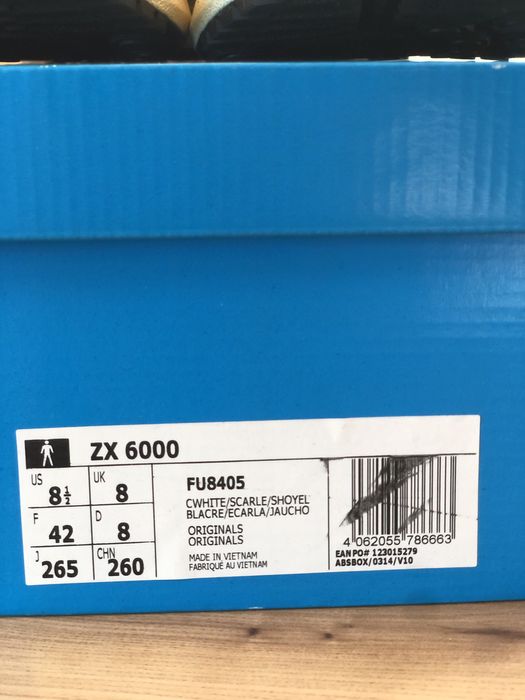 ZX 6000
US 8½
UK 8
F 42
D 8
J 265
CHN 260
FU8405
CWHITE/SCARLE/SHOYEL
BLACRE/ECARLA/JAUCHO
ORIGINALS
ORIGINALS
MADE IN VIETNAM
FABRIQUÉ AU VIETNAM
4 062055 786663
EAN PO# 123015279
ABSBOX/0314/V10